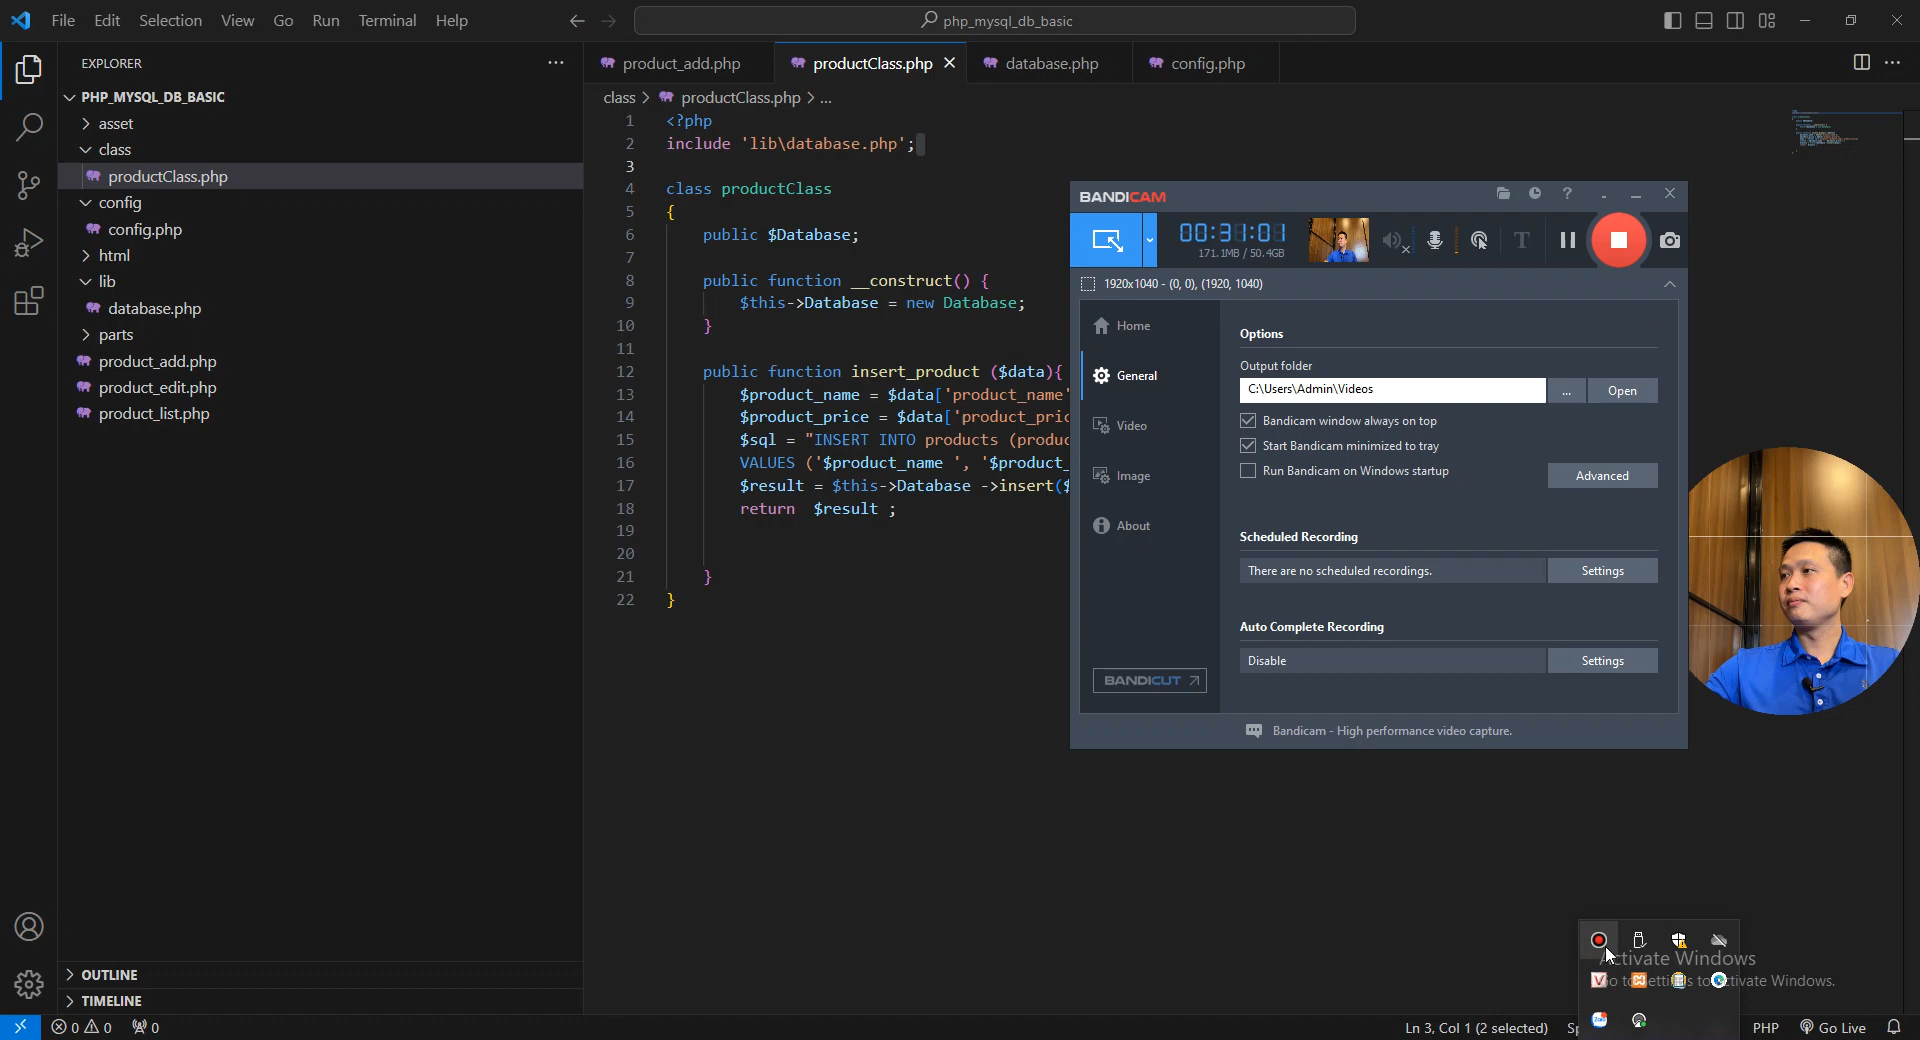 File Edit Selection View Go Run Terminal Help
php_mysql_db_basic
EXPLORER
PHP_MYSQL_DB_BASIC
asset
class
productClass.php
config
config.php
html
lib
database.php
parts
product_add.php
product_edit.php
product_list.php
OUTLINE
TIMELINE
product_add.php productClass.php database.php config.php
class > productClass.php > ...
1 <?php
2 include 'lib\database.php';
3
4 class productClass
5 {
6 public $Database;
7
8 public function __construct() {
9 $this->Database = new Database;
10 }
11
12 public function insert_product ($data){
13 $product_name = $data['product_name'
14 $product_price = $data['product_pric
15 $sql = "INSERT INTO products (produc
16 VALUES ('$product_name ', '$product_
17 $result = $this->Database ->insert($
18 return $result ;
19
20
21 }
22 }
BANDICAM
00:31:01
171.1MB / 50.4GB
1920x1040 - (0, 0), (1920, 1040)
Home
General
Video
Image
About
BANDICUT
Options
Output folder
C:\Users\Admin\Videos ... Open
Bandicam window always on top
Start Bandicam minimized to tray
Run Bandicam on Windows startup
Advanced
Scheduled Recording
There are no scheduled recordings. Settings
Auto Complete Recording
Disable Settings
Bandicam - High performance video capture.
Activate Windows
Go to Settings to activate Windows.
0 0 0 Ln 3, Col 1 (2 selected) Sp PHP Go Live